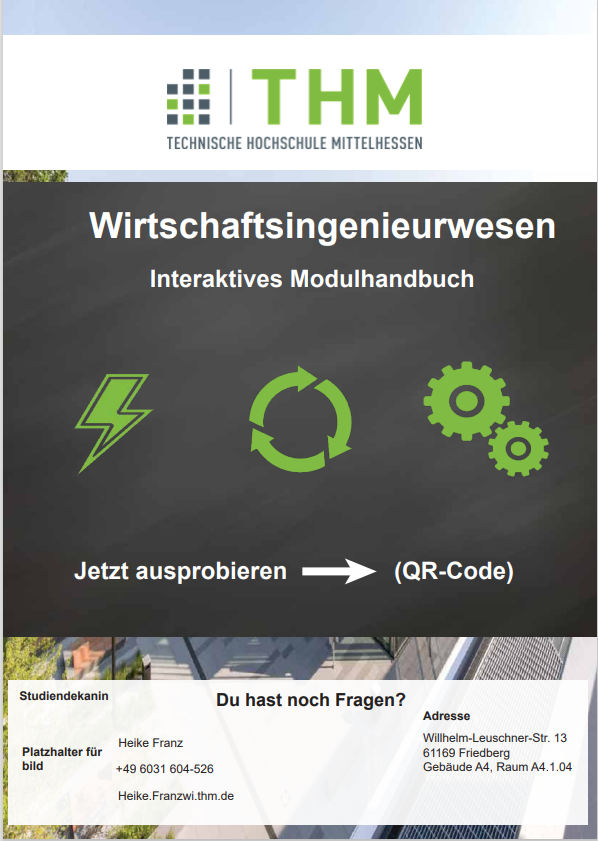 THM
TECHNISCHE HOCHSCHULE MITTELHESSEN
Wirtschaftsingenieurwesen
Interaktives Modulhandbuch
Jetzt ausprobieren
(QR-Code)
Studiendekanin
Du hast noch Fragen?
Adresse
Platzhalter für
bild
Heike Franz
+49 6031 604-526
Heike.Franzwi.thm.de
Willhelm-Leuschner-Str. 13
61169 Friedberg
Gebäude A4, Raum A4.1.04